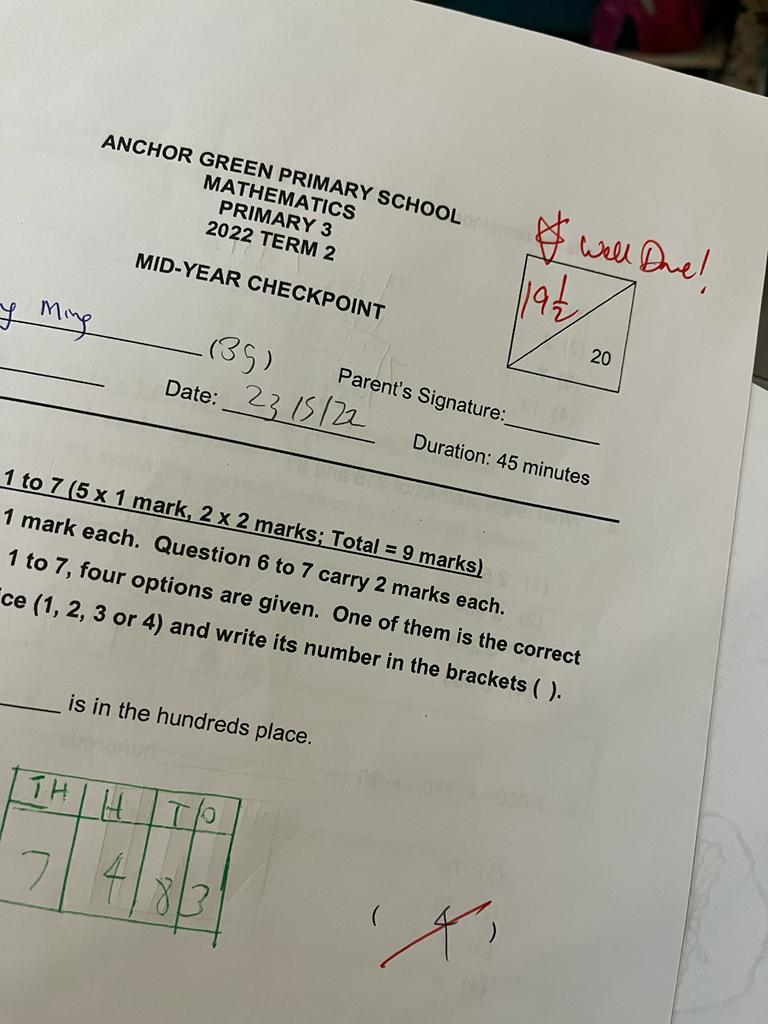 ANCHOR GREEN PRIMARY SCHOOL
MATHEMATICS
PRIMARY 3
2022 TERM 2
MID-YEAR CHECKPOINT
Well Done!
19½
20
y Ming (3G)
Parent's Signature:
Date: 23/5/22
Duration: 45 minutes
1 to 7 (5 x 1 mark, 2 x 2 marks; Total = 9 marks)
1 mark each. Question 6 to 7 carry 2 marks each.
1 to 7, four options are given. One of them is the correct
ice (1, 2, 3 or 4) and write its number in the brackets ( ).
is in the hundreds place.
TH H T O
7 4 8 3
( 4 )